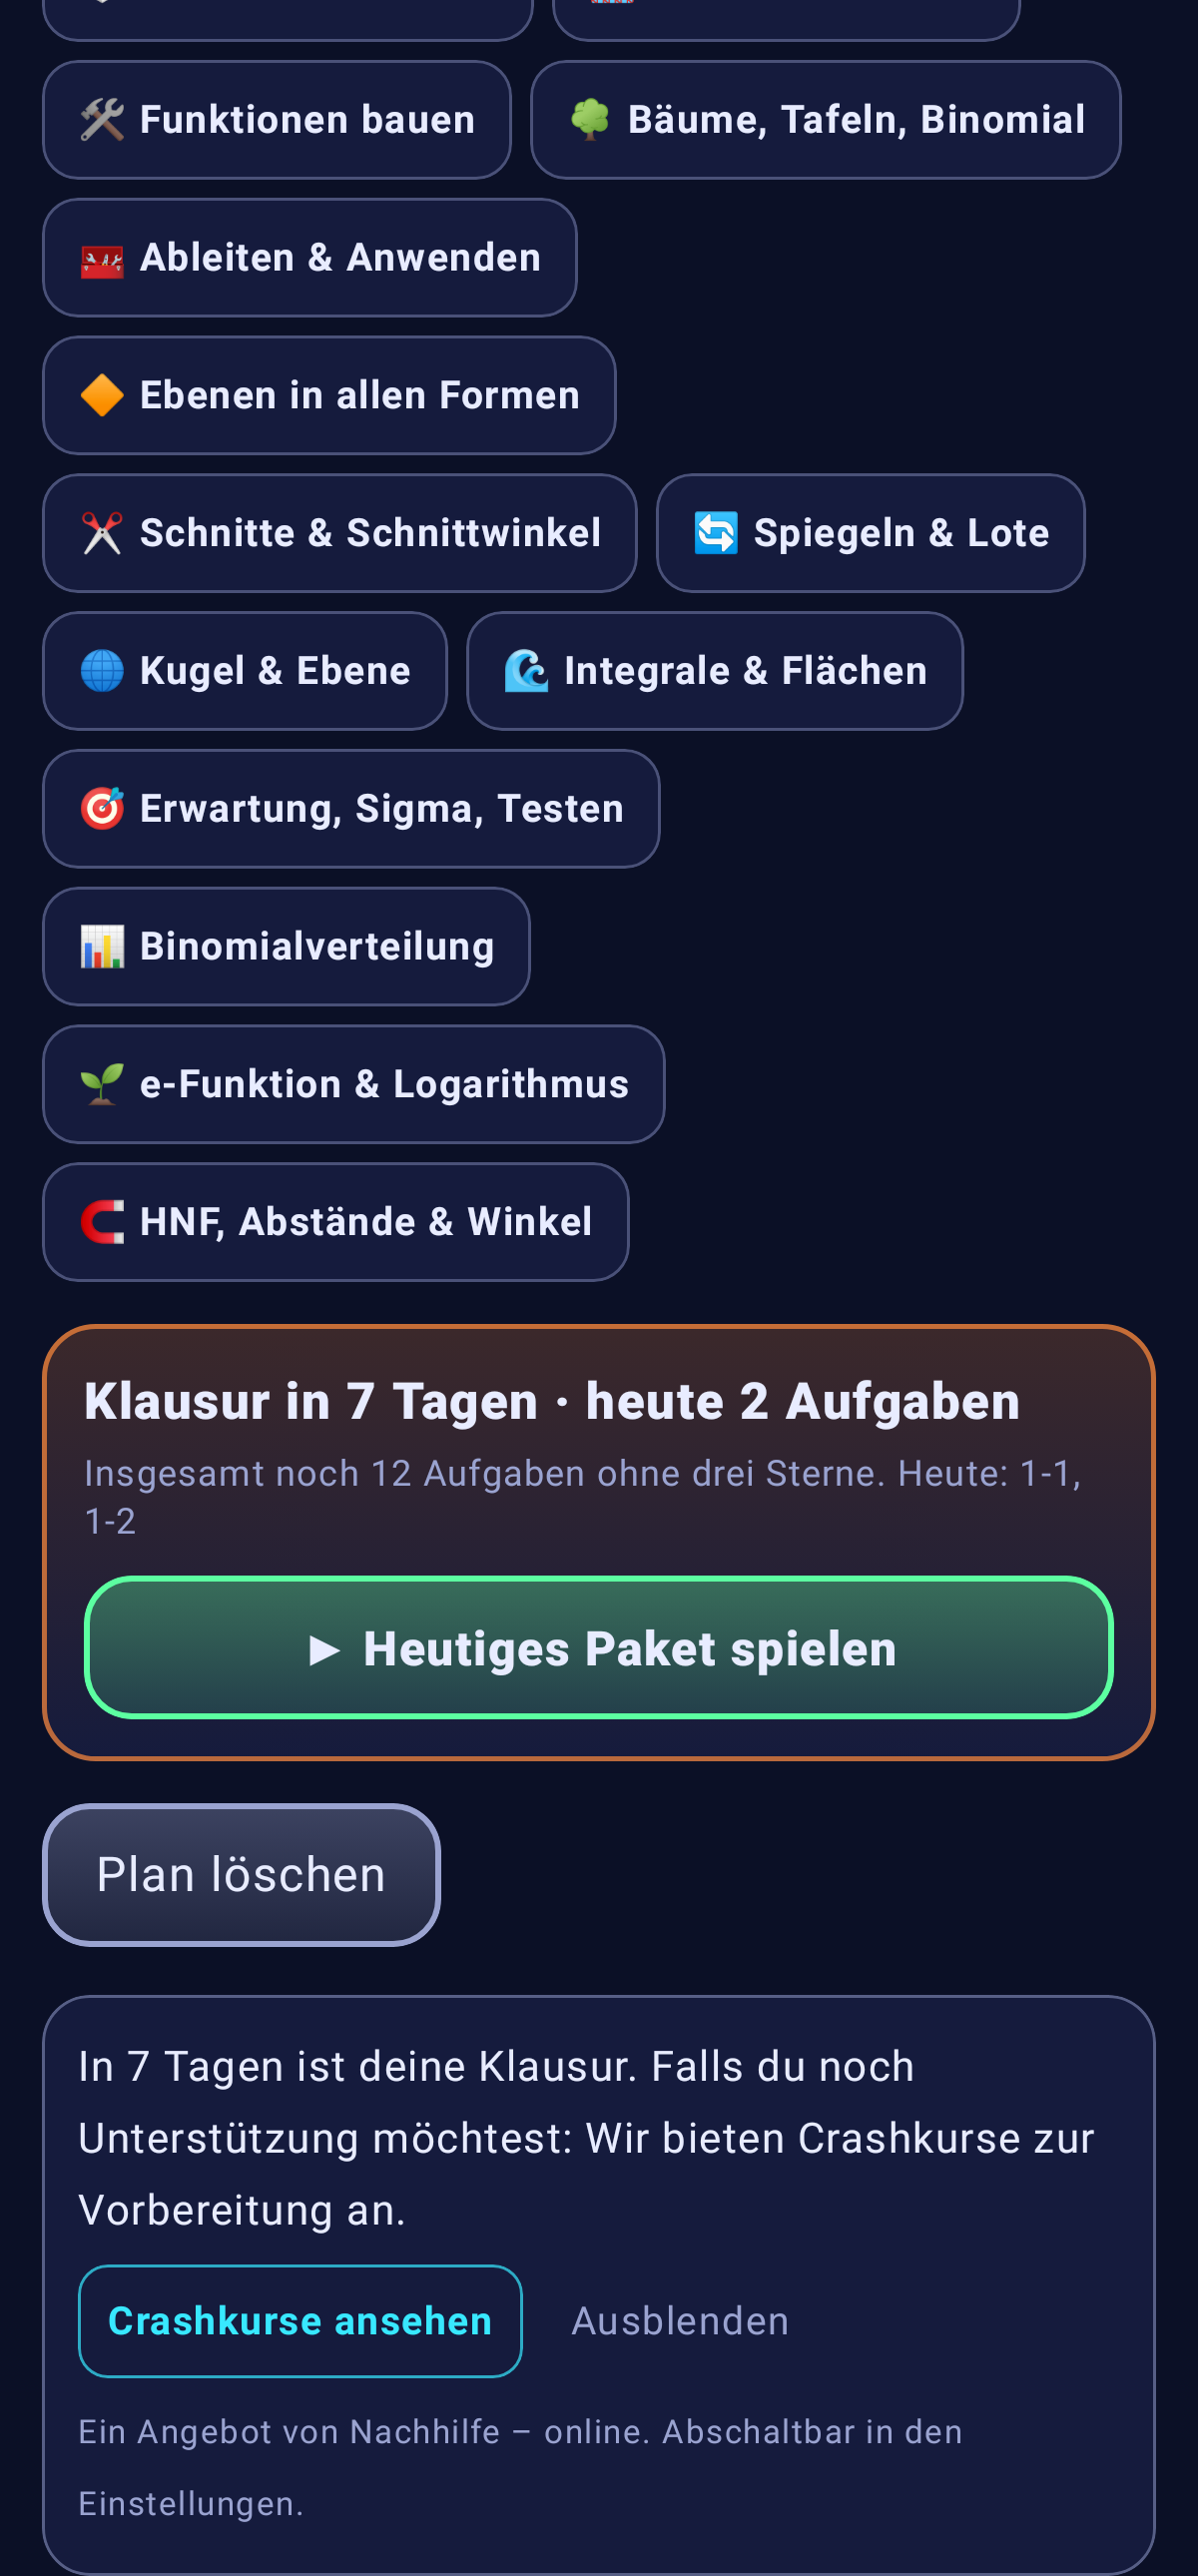 Funktionen bauen
Bäume, Tafeln, Binomial
Ableiten & Anwenden
Ebenen in allen Formen
Schnitte & Schnittwinkel
Spiegeln & Lote
Kugel & Ebene
Integrale & Flächen
Erwartung, Sigma, Testen
Binomialverteilung
e-Funktion & Logarithmus
HNF, Abstände & Winkel
Klausur in 7 Tagen · heute 2 Aufgaben
Insgesamt noch 12 Aufgaben ohne drei Sterne. Heute: 1-1,
1-2
► Heutiges Paket spielen
Plan löschen
In 7 Tagen ist deine Klausur. Falls du noch
Unterstützung möchtest: Wir bieten Crashkurse zur
Vorbereitung an.
Crashkurse ansehen
Ausblenden
Ein Angebot von Nachhilfe – online. Abschaltbar in den
Einstellungen.